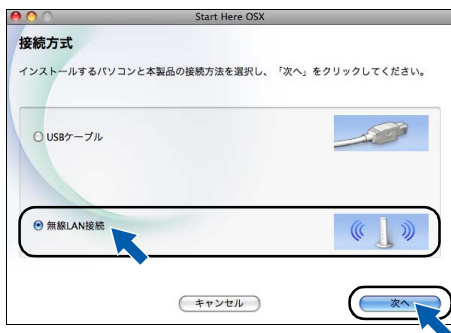 Start Here OSX
接続方式
インストールするパソコンと本製品の接続方法を選択し、「次へ」をクリックしてください。
USBケーブル
無線LAN接続
キャンセル
次へ